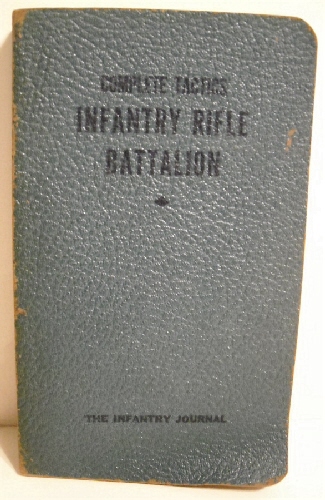 COMPLETE TACTICS
INFANTRY RIFLE
BATTALION
THE INFANTRY JOURNAL